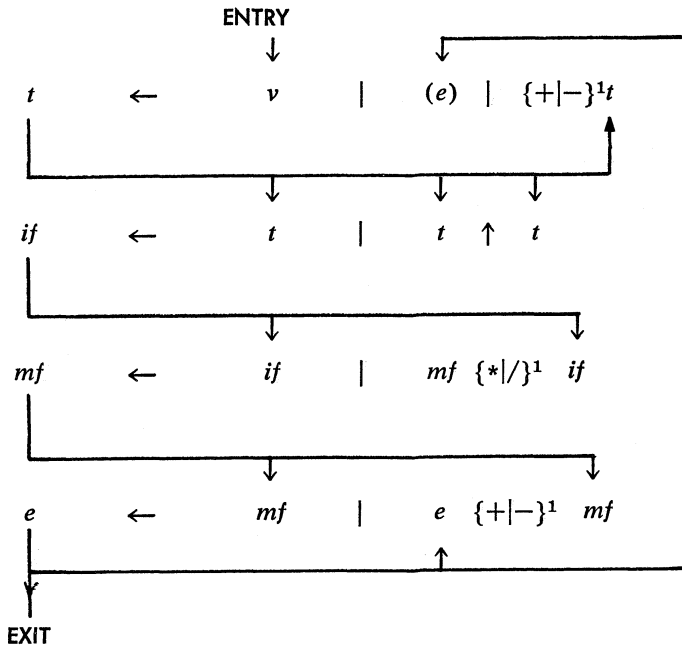 ENTRY
t ← v | (e) | {+|−}¹t
if ← t | t ↑ t
mf ← if | mf {*|/}¹ if
e ← mf | e {+|−}¹ mf
EXIT